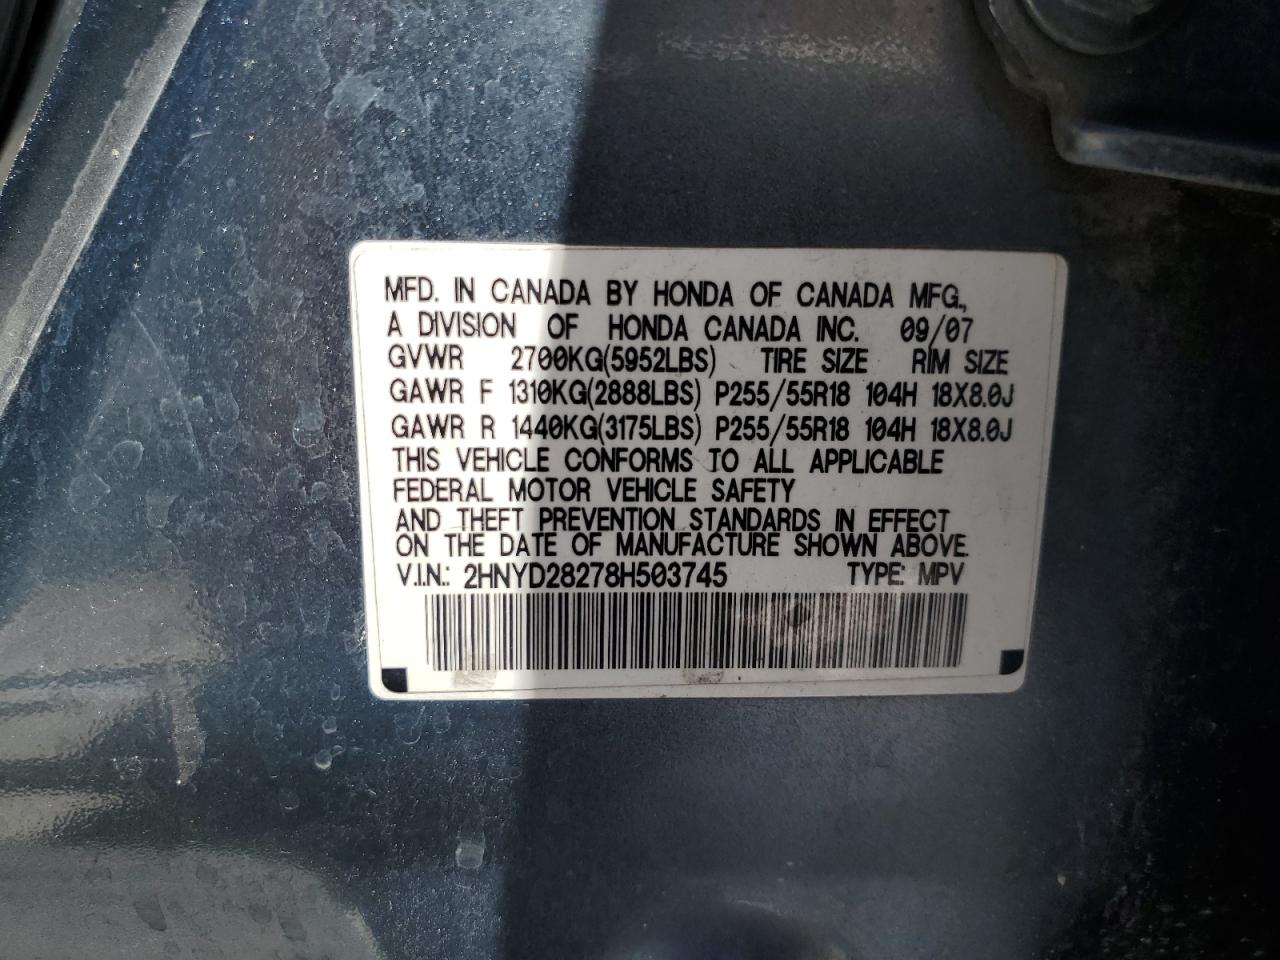 MFD. IN CANADA BY HONDA OF CANADA MFG.,
A DIVISION OF HONDA CANADA INC. 09/07
GVWR 2700KG(5952LBS) TIRE SIZE RIM SIZE
GAWR F 1310KG(2888LBS) P255/55R18 104H 18X8.0J
GAWR R 1440KG(3175LBS) P255/55R18 104H 18X8.0J
THIS VEHICLE CONFORMS TO ALL APPLICABLE
FEDERAL MOTOR VEHICLE SAFETY
AND THEFT PREVENTION STANDARDS IN EFFECT
ON THE DATE OF MANUFACTURE SHOWN ABOVE.
V.I.N.: 2HNYD28278H503745 TYPE: MPV